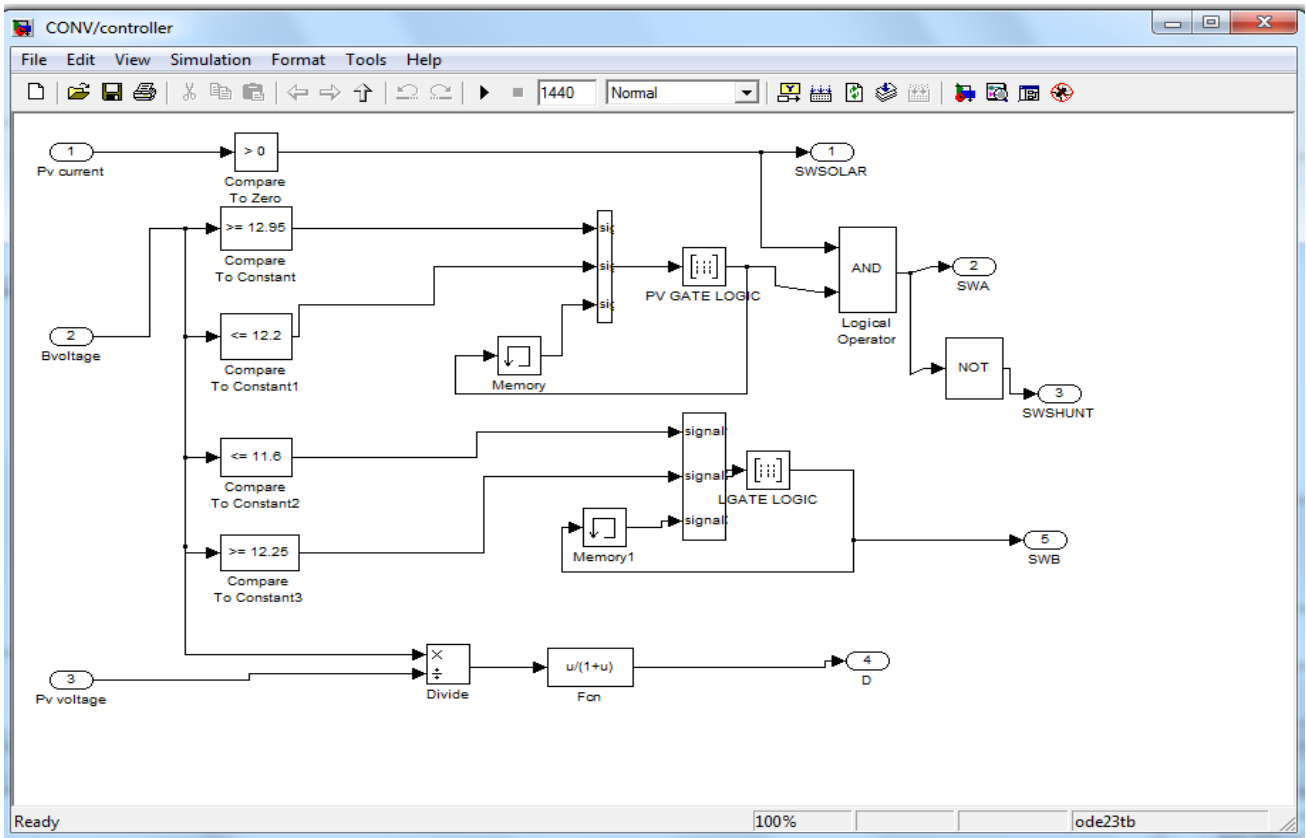 CONV/controller
File Edit View Simulation Format Tools Help
1440 Normal
1
Pv current
> 0
Compare
To Zero
1
SWSOLAR
>= 12.95
Compare
To Constant
sig
sig
sig
PV GATE LOGIC
AND
Logical
Operator
2
SWA
2
Bvoltage
<= 12.2
Compare
To Constant1
Memory
NOT
3
SWSHUNT
<= 11.6
Compare
To Constant2
signal
signal
signal
LGATE LOGIC
>= 12.25
Compare
To Constant3
Memory1
5
SWB
3
Pv voltage
×
÷
Divide
u/(1+u)
Fcn
4
D
Ready 100% ode23tb